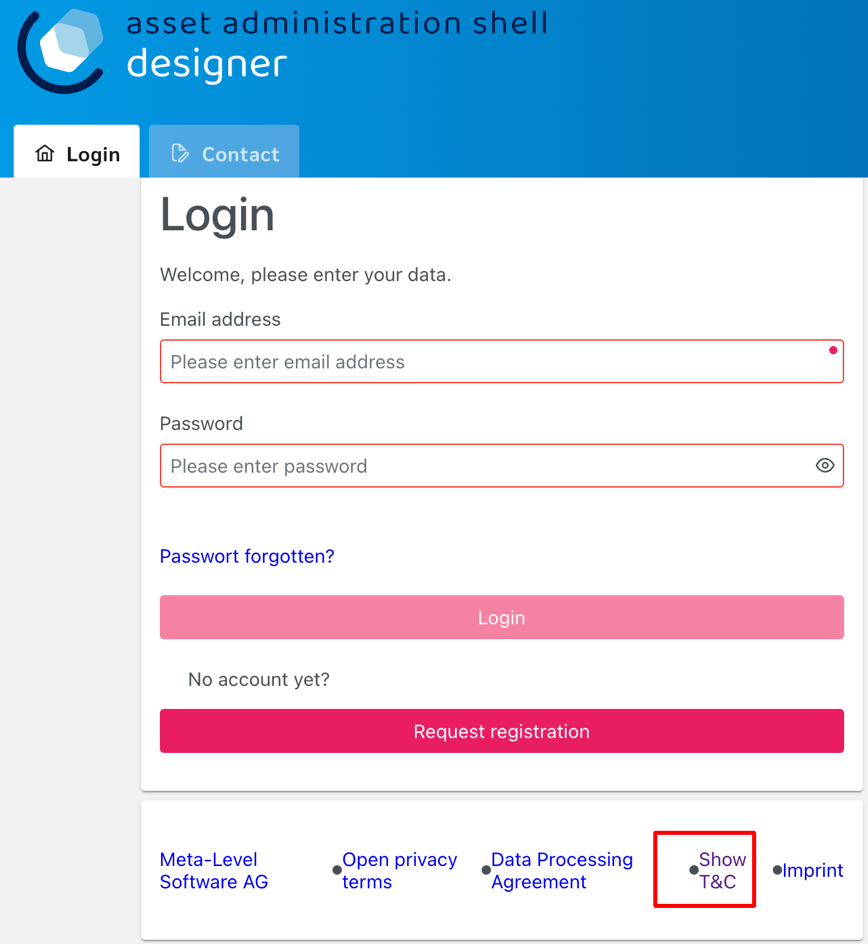 asset administration shell
designer
Login
Contact
Login
Welcome, please enter your data.
Email address
Please enter email address
Password
Please enter password
Passwort forgotten?
Login
No account yet?
Request registration
Meta-Level
Software AG
Open privacy
terms
Data Processing
Agreement
Show
T&C
Imprint